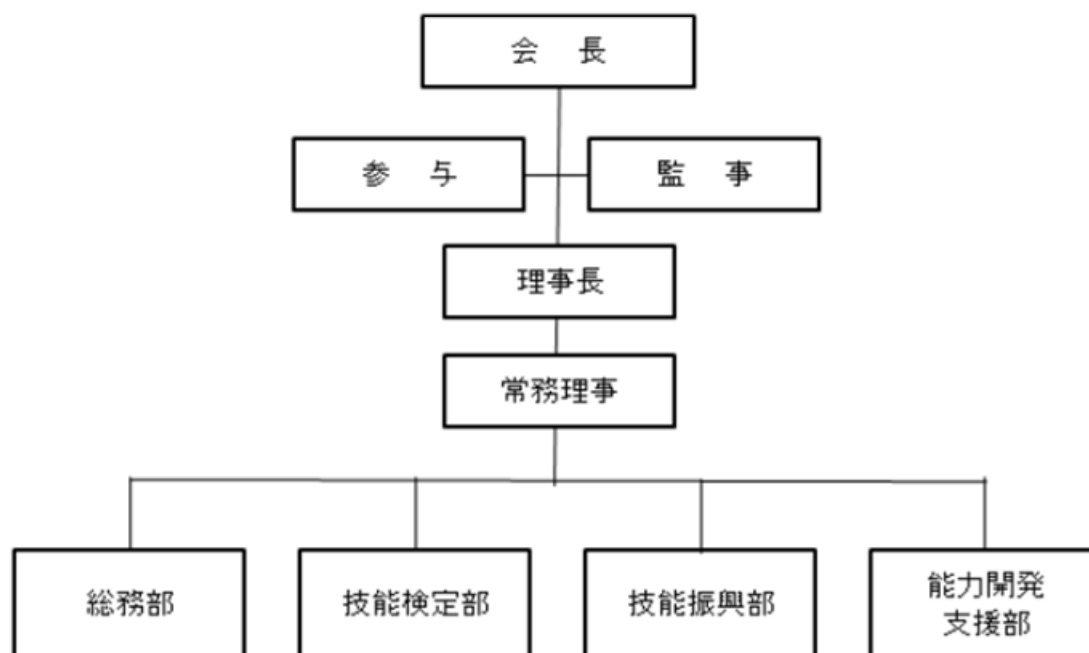 会 長
参 与
監 事
理事長
常務理事
総務部
技能検定部
技能振興部
能力開発
支援部